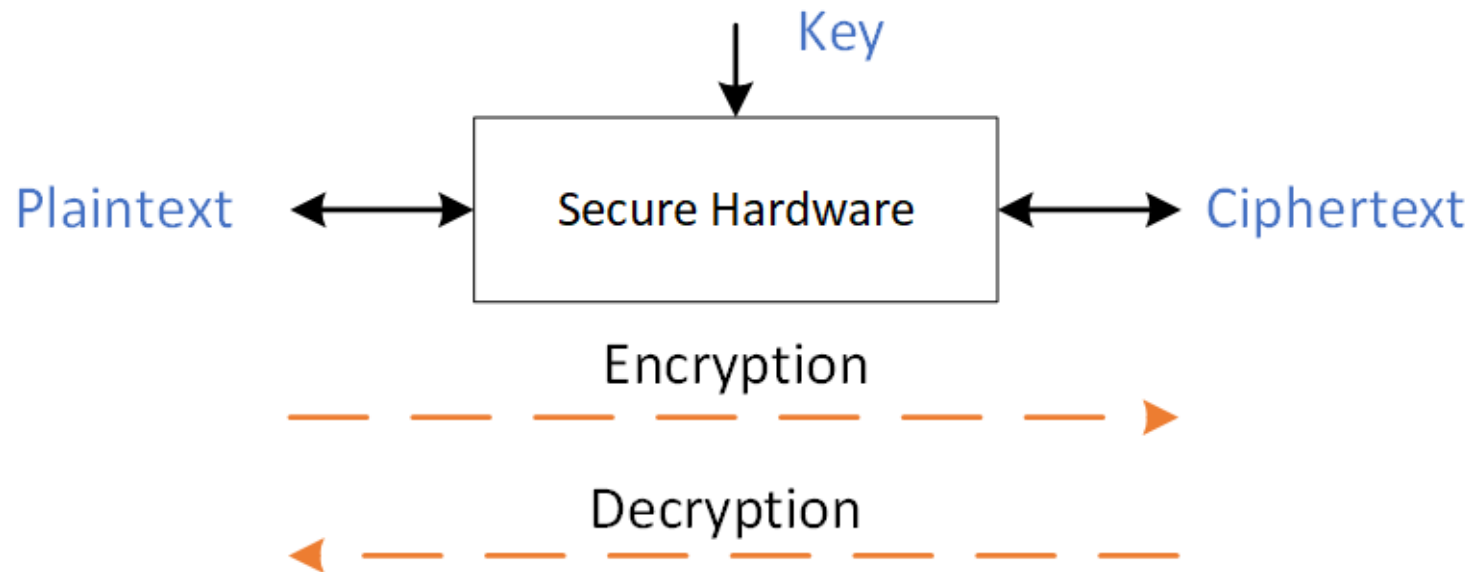 Key
Plaintext
Secure Hardware
Ciphertext
Encryption
Decryption